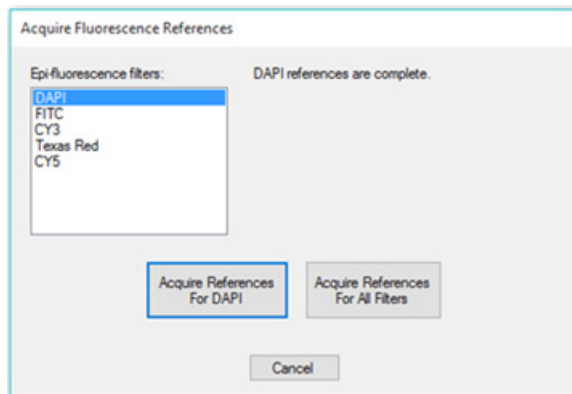 Acquire Fluorescence References
Epi-fluorescence filters:
DAPI references are complete.
DAPI
FITC
CY3
Texas Red
CY5
Acquire References
For DAPI
Acquire References
For All Filters
Cancel